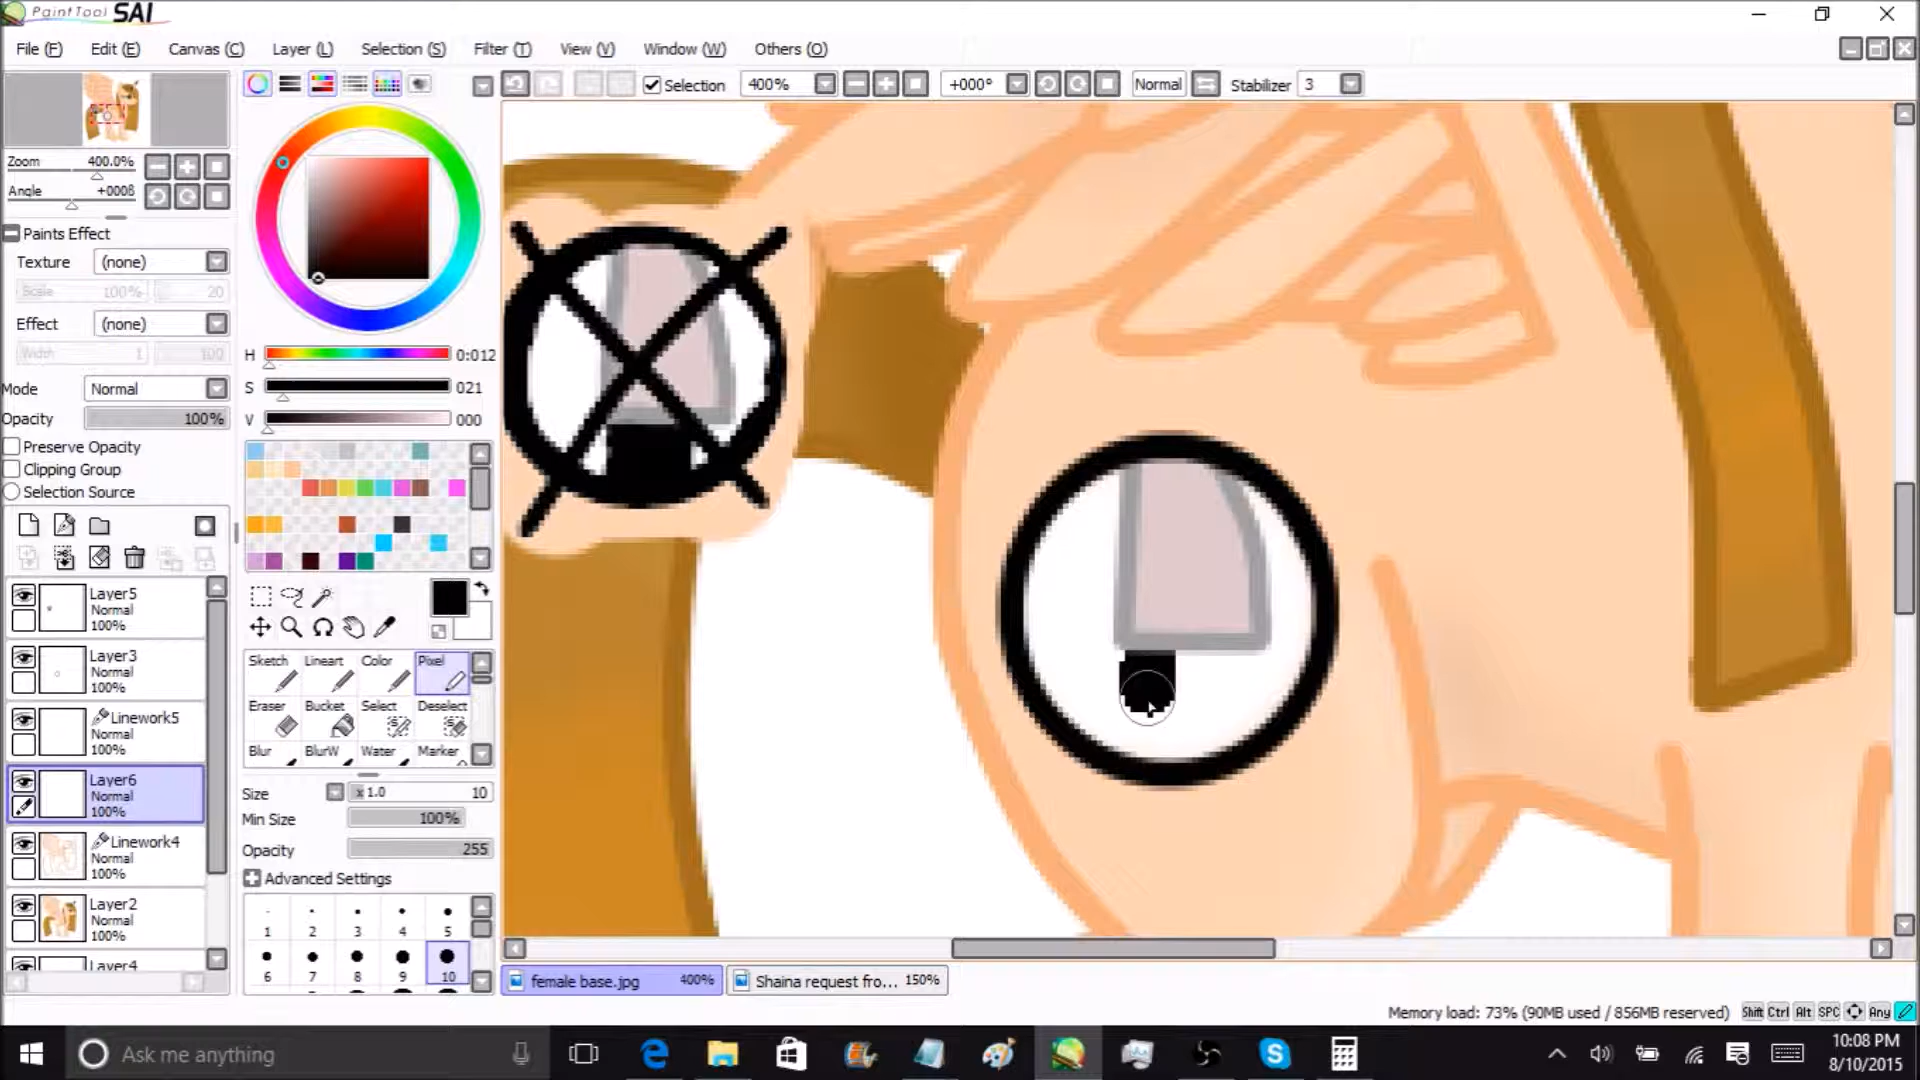 PaintTool SAI
File (F) Edit (E) Canvas (C) Layer (L) Selection (S) Filter (T) View (V) Window (W) Others (O)
Selection 400% +000° Normal Stabilizer 3
Zoom 400.0%
Angle +000ß
Paints Effect
Texture (none)
Scale 100% 20
Effect (none)
Width 1 100
Mode Normal
Opacity 100%
Preserve Opacity
Clipping Group
Selection Source
Layer5
Normal
100%
Layer3
Normal
100%
Linework5
Normal
100%
Layer6
Normal
100%
Linework4
Normal
100%
Layer2
Normal
100%
Layer4
H 0:012
S 021
V 000
Sketch Lineart Color Pixel
Eraser Bucket Select Deselect
Blur BlurW Water Marker
Size x 1.0 10
Min Size 100%
Opacity 255
Advanced Settings
1 2 3 4 5
6 7 8 9 10
female base.jpg 400% Shaina request fro... 150%
Memory load: 73% (90MB used / 856MB reserved) Shift Ctrl Alt SPC Any
Ask me anything
10:08 PM
8/10/2015